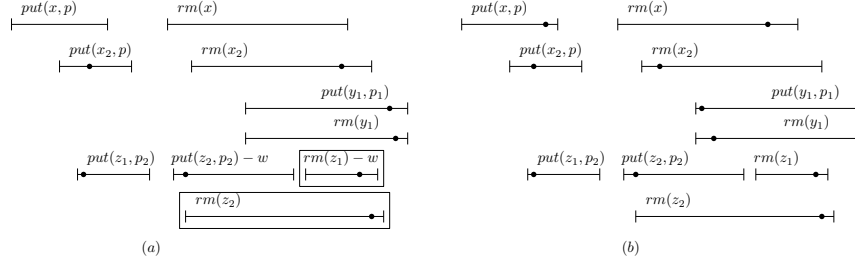 put(x, p) rm(x) put(x, p) rm(x)
put(x₂, p) rm(x₂) put(x₂, p) rm(x₂)
put(y₁, p₁) put(y₁, p₁)
rm(y₁) rm(y₁)
put(z₁, p₂) put(z₂, p₂) − w rm(z₁) − w put(z₁, p₂) put(z₂, p₂) rm(z₁)
rm(z₂) rm(z₂)
(a) (b)